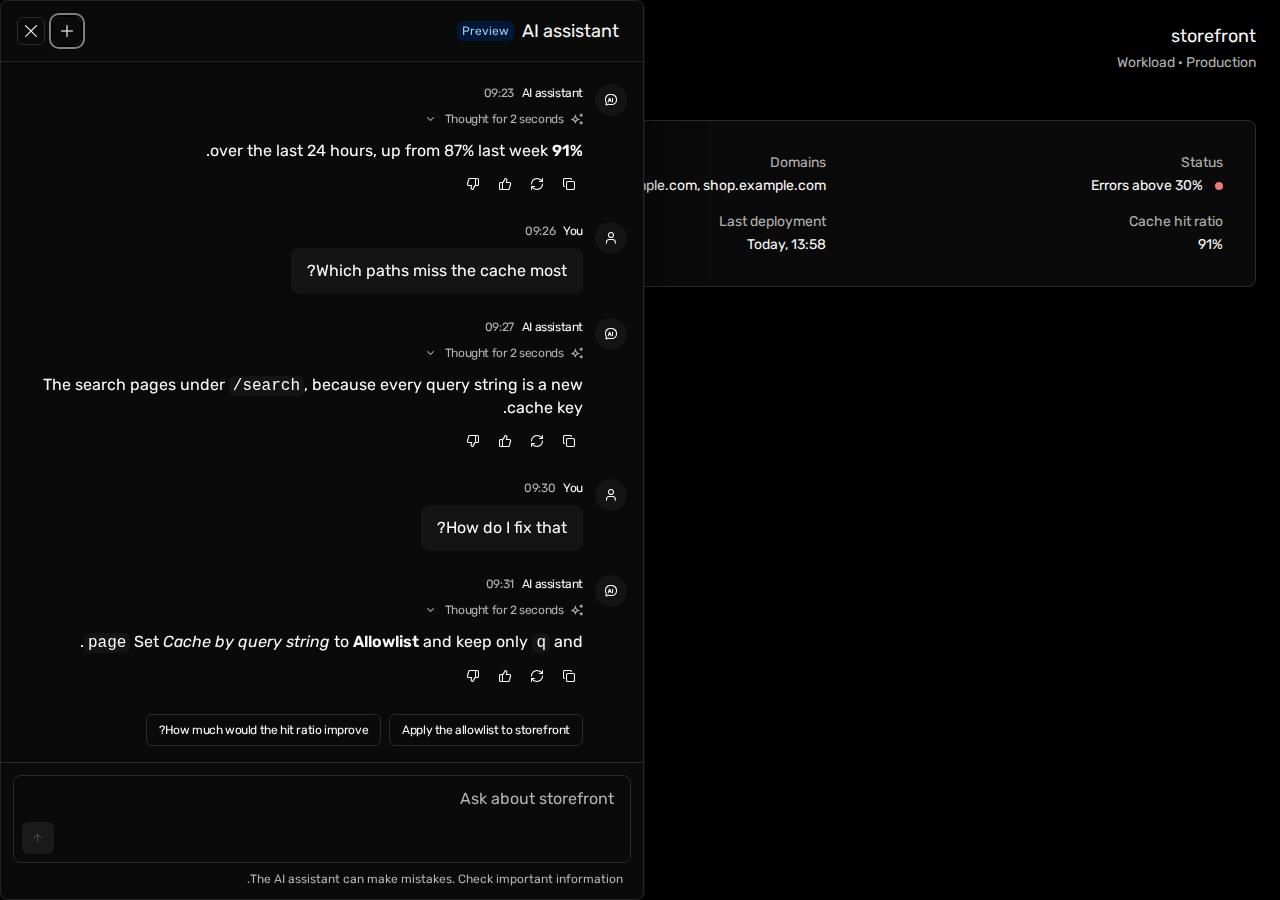 AI assistant
Preview
AI assistant 09:23
Thought for 2 seconds
.over the last 24 hours, up from 87% last week 91%
You 09:26
?Which paths miss the cache most
AI assistant 09:27
Thought for 2 seconds
The search pages under /search, because every query string is a new
.cache key
You 09:30
?How do I fix that
AI assistant 09:31
Thought for 2 seconds
.page Set Cache by query string to Allowlist and keep only q and
Apply the allowlist to storefront
?How much would the hit ratio improve
Ask about storefront
.The AI assistant can make mistakes. Check important information
storefront
Workload • Production
Status
Errors above 30%
Domains
shop.example.com
Cache hit ratio
91%
Last deployment
Today, 13:58